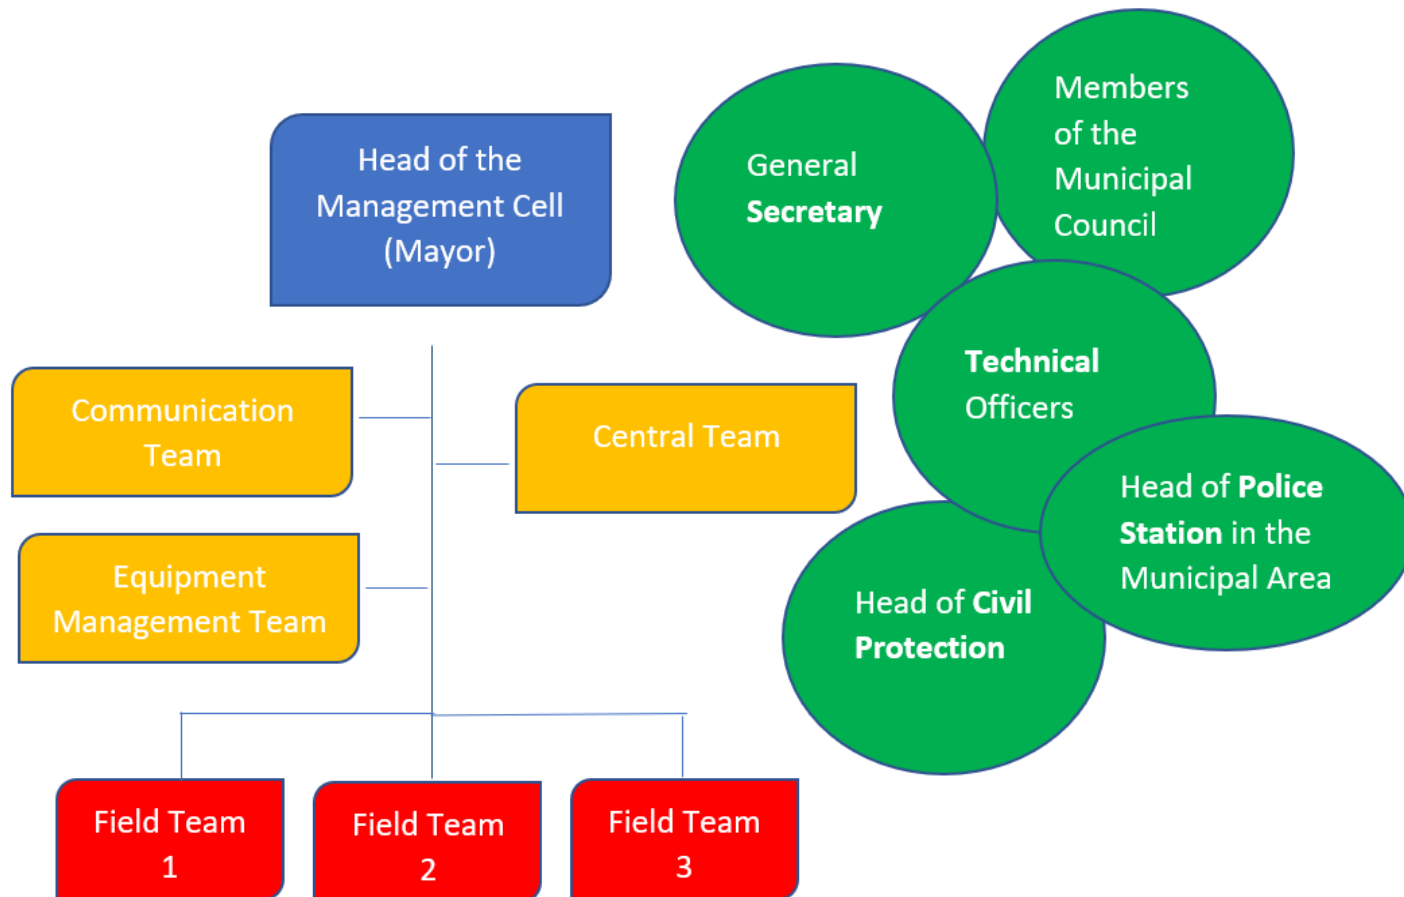 Head of the
Management Cell
(Mayor)
Communication
Team
Central Team
Equipment
Management Team
Field Team
1
Field Team
2
Field Team
3
General
Secretary
Members
of the
Municipal
Council
Technical
Officers
Head of Police
Station in the
Municipal Area
Head of Civil
Protection